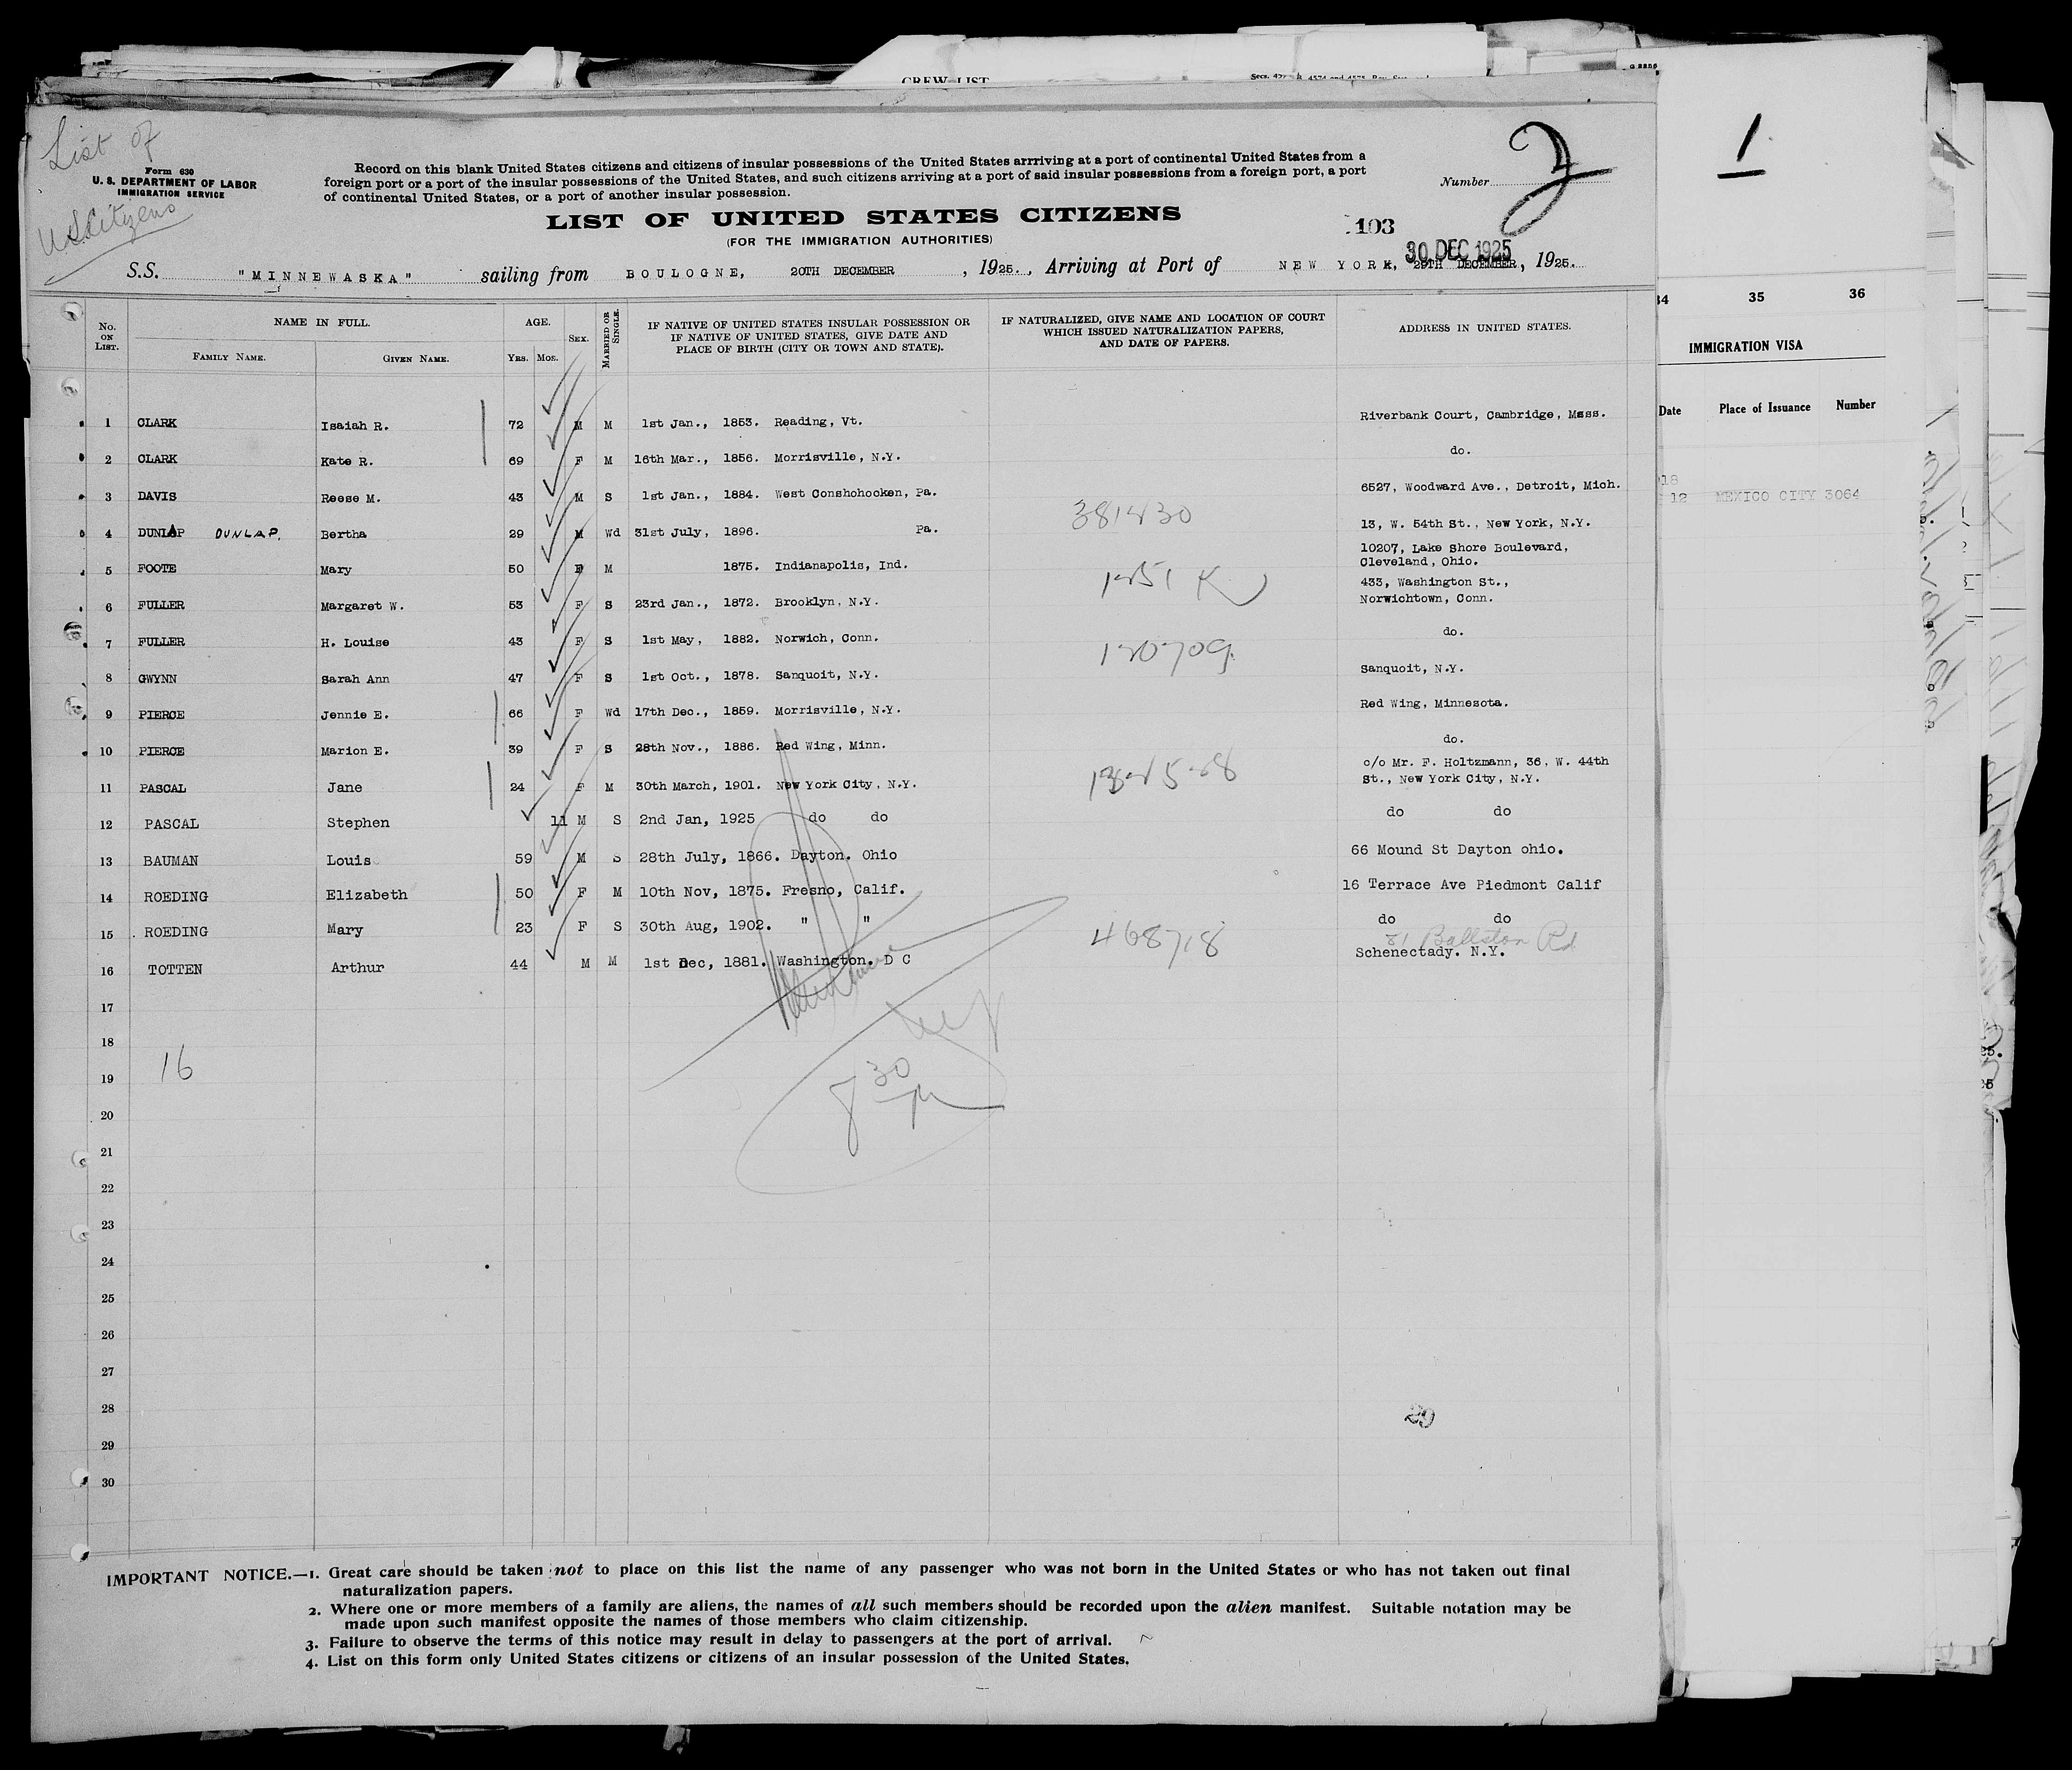 CREW LIST
List of
U.S. Citizens
Form 630
U. S. DEPARTMENT OF LABOR
IMMIGRATION SERVICE
Record on this blank United States citizens and citizens of insular possessions of the United States arrriving at a port of continental United States from a
foreign port or a port of the insular possessions of the United States, and such citizens arriving at a port of said insular possessions from a foreign port, a port
of continental United States, or a port of another insular possession.
Number 2
LIST OF UNITED STATES CITIZENS
(FOR THE IMMIGRATION AUTHORITIES)
103
30 DEC 1925
S.S. "MINNEWASKA" sailing from BOULOGNE, 20TH DECEMBER, 1925., Arriving at Port of NEW YORK, 29TH DECEMBER, 1925.
No. ON LIST. NAME IN FULL. AGE. SEX. MARRIED OR SINGLE. IF NATIVE OF UNITED STATES INSULAR POSSESSION OR IF NATIVE OF UNITED STATES, GIVE DATE AND PLACE OF BIRTH (CITY OR TOWN AND STATE). IF NATURALIZED, GIVE NAME AND LOCATION OF COURT WHICH ISSUED NATURALIZATION PAPERS, AND DATE OF PAPERS. ADDRESS IN UNITED STATES.
FAMILY NAME. GIVEN NAME. YRS. MOS.
1 CLARK Isaiah R. 72 M M 1st Jan., 1853. Reading, Vt. Riverbank Court, Cambridge, Mass.
2 CLARK Kate R. 69 F M 16th Mar., 1856. Morrisville, N.Y. do.
3 DAVIS Reese M. 43 M S 1st Jan., 1884. West Conshohocken, Pa. 6527, Woodward Ave., Detroit, Mich.
4 DUNLAP DUNLAP. Bertha 29 M Wd 31st July, 1896. Pa. 381430 13, W. 54th St., New York, N.Y.
5 FOOTE Mary 50 F M 1875. Indianapolis, Ind. 10207, Lake Shore Boulevard, Cleveland, Ohio.
6 FULLER Margaret W. 53 F S 23rd Jan., 1872. Brooklyn, N.Y. 433, Washington St., Norwichtown, Conn.
7 FULLER H. Louise 43 F S 1st May, 1882. Norwich, Conn. do.
8 GWYNN Sarah Ann 47 F S 1st Oct., 1878. Sanquoit, N.Y. Sanquoit, N.Y.
9 PIERCE Jennie E. 66 F Wd 17th Dec., 1859. Morrisville, N.Y. Red Wing, Minnesota.
10 PIERCE Marion E. 39 F S 28th Nov., 1886. Red Wing, Minn. do.
11 PASCAL Jane 24 F M 30th March, 1901. New York City, N.Y. c/o Mr. F. Holtzmann, 36, W. 44th St., New York City, N.Y.
12 PASCAL Stephen 11 M S 2nd Jan, 1925 do do do do
13 BAUMAN Louis 59 M S 28th July, 1866. Dayton. Ohio 66 Mound St Dayton ohio.
14 ROEDING Elizabeth 50 F M 10th Nov, 1875. Fresno, Calif. 16 Terrace Ave Piedmont Calif
15 ROEDING Mary 23 F S 30th Aug, 1902. " " 468718 do do
81 Ballston Rd
16 TOTTEN Arthur 44 M M 1st Dec, 1881. Washington. D C Schenectady. N.Y.
17
18
16
19
8 30
20
21
22
23
24
25
26
27
28
29
29
30
IMPORTANT NOTICE.—1. Great care should be taken not to place on this list the name of any passenger who was not born in the United States or who has not taken out final
naturalization papers.
2. Where one or more members of a family are aliens, the names of all such members should be recorded upon the alien manifest. Suitable notation may be
made upon such manifest opposite the names of those members who claim citizenship.
3. Failure to observe the terms of this notice may result in delay to passengers at the port of arrival.
4. List on this form only United States citizens or citizens of an insular possession of the United States.
1
34 35 36
IMMIGRATION VISA
Date Place of Issuance Number
18
12 MEXICO CITY 3064